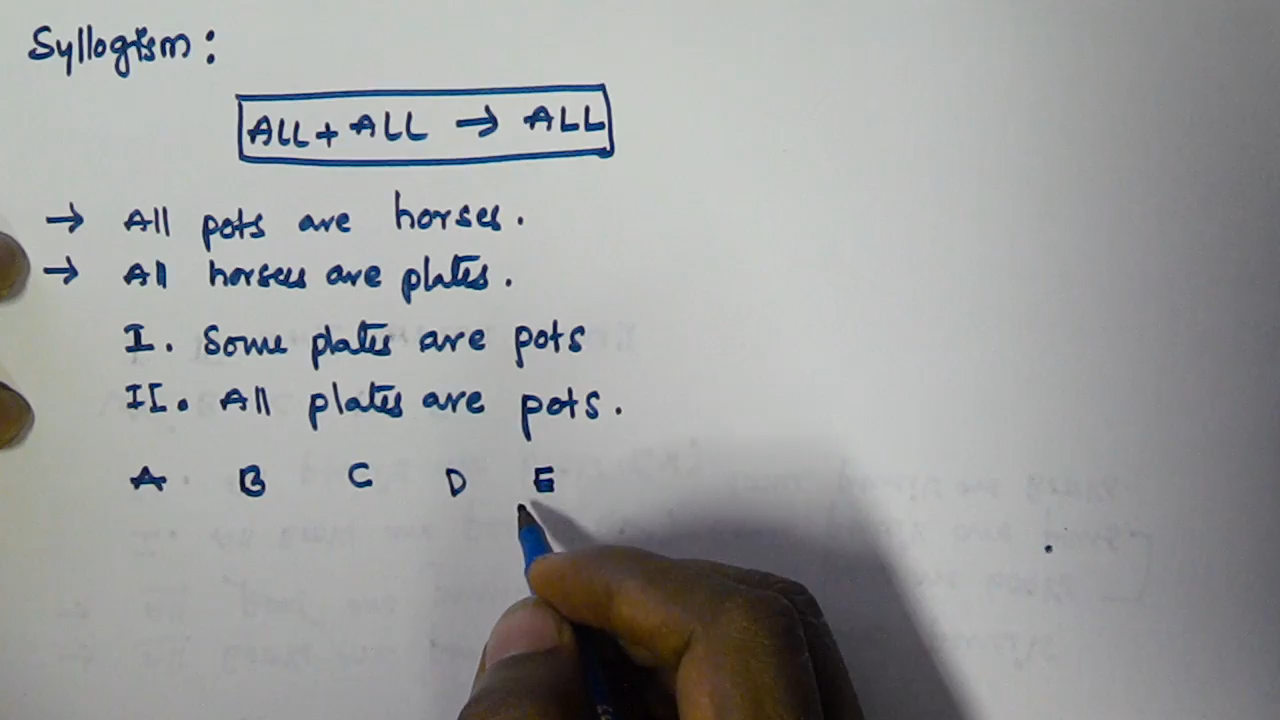 Syllogism:
ALL + ALL → ALL
→ All pots are horses.
→ All horses are plates.
I. Some plates are pots
II. All plates are pots.
A B C D E